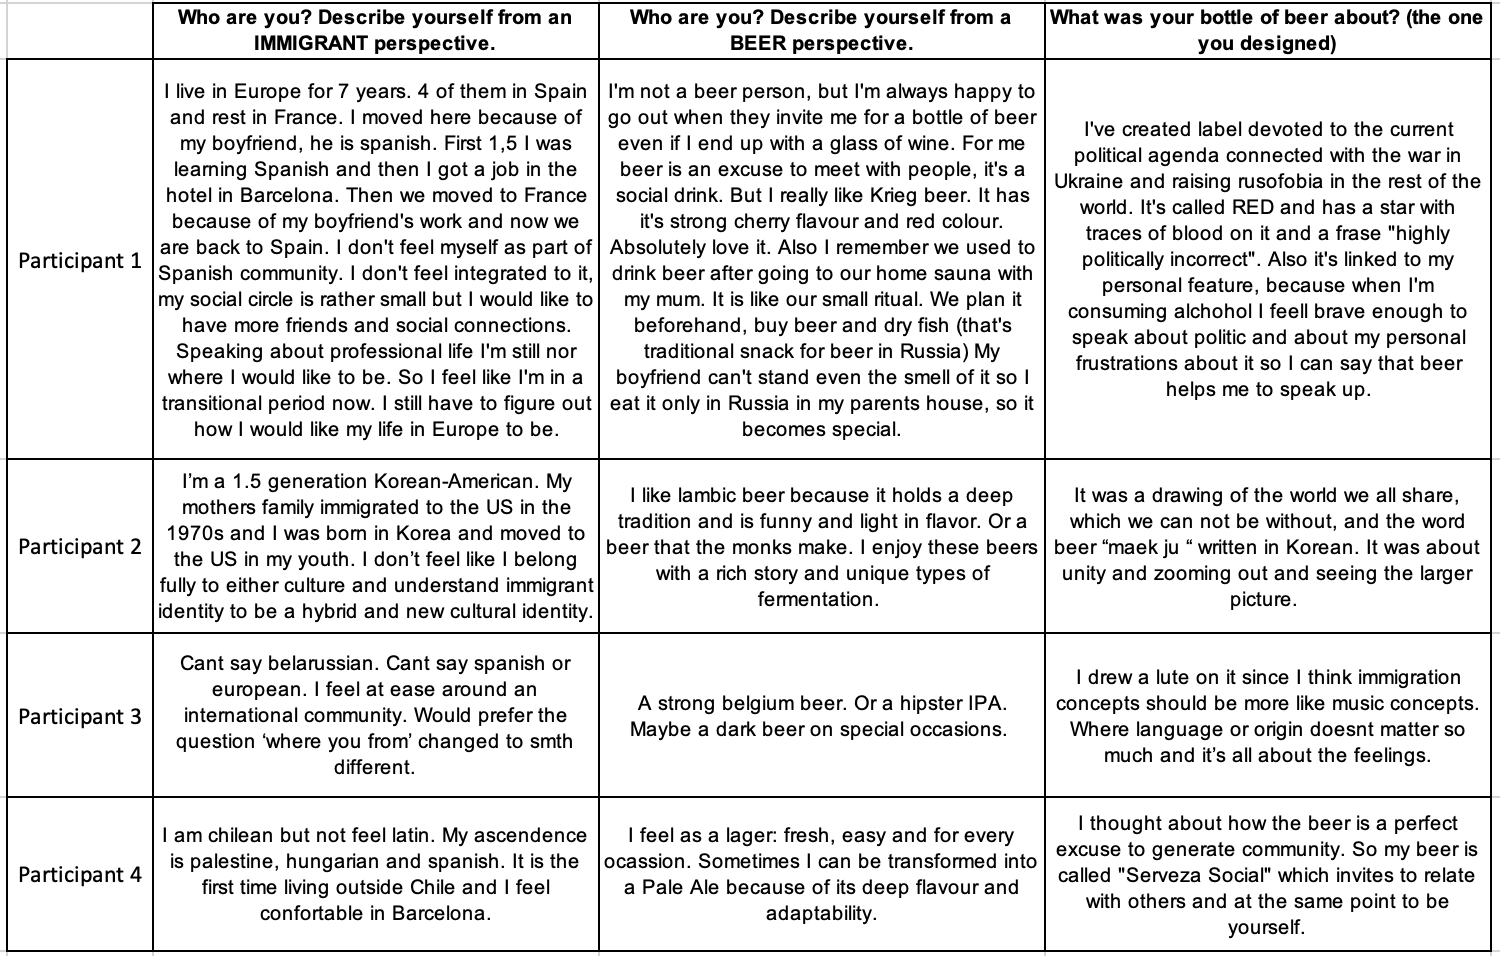 Who are you? Describe yourself from an
IMMIGRANT perspective.
Who are you? Describe yourself from a
BEER perspective.
What was your bottle of beer about? (the one
you designed)
Participant 1
I live in Europe for 7 years. 4 of them in Spain
and rest in France. I moved here because of
my boyfriend, he is spanish. First 1,5 I was
learning Spanish and then I got a job in the
hotel in Barcelona. Then we moved to France
because of my boyfriend's work and now we
are back to Spain. I don't feel myself as part of
Spanish community. I don't feel integrated to it,
my social circle is rather small but I would like to
have more friends and social connections.
Speaking about professional life I'm still nor
where I would like to be. So I feel like I'm in a
transitional period now. I still have to figure out
how I would like my life in Europe to be.
I'm not a beer person, but I'm always happy to
go out when they invite me for a bottle of beer
even if I end up with a glass of wine. For me
beer is an excuse to meet with people, it's a
social drink. But I really like Krieg beer. It has
it's strong cherry flavour and red colour.
Absolutely love it. Also I remember we used to
drink beer after going to our home sauna with
my mum. It is like our small ritual. We plan it
beforehand, buy beer and dry fish (that's
traditional snack for beer in Russia) My
boyfriend can't stand even the smell of it so I
eat it only in Russia in my parents house, so it
becomes special.
I've created label devoted to the current
political agenda connected with the war in
Ukraine and raising rusofobia in the rest of the
world. It's called RED and has a star with
traces of blood on it and a frase "highly
politically incorrect". Also it's linked to my
personal feature, because when I'm
consuming alchohol I feell brave enough to
speak about politic and about my personal
frustrations about it so I can say that beer
helps me to speak up.
Participant 2
I’m a 1.5 generation Korean-American. My
mothers family immigrated to the US in the
1970s and I was born in Korea and moved to
the US in my youth. I don’t feel like I belong
fully to either culture and understand immigrant
identity to be a hybrid and new cultural identity.
I like lambic beer because it holds a deep
tradition and is funny and light in flavor. Or a
beer that the monks make. I enjoy these beers
with a rich story and unique types of
fermentation.
It was a drawing of the world we all share,
which we can not be without, and the word
beer “maek ju “ written in Korean. It was about
unity and zooming out and seeing the larger
picture.
Participant 3
Cant say belarussian. Cant say spanish or
european. I feel at ease around an
international community. Would prefer the
question ‘where you from’ changed to smth
different.
A strong belgium beer. Or a hipster IPA.
Maybe a dark beer on special occasions.
I drew a lute on it since I think immigration
concepts should be more like music concepts.
Where language or origin doesnt matter so
much and it’s all about the feelings.
Participant 4
I am chilean but not feel latin. My ascendence
is palestine, hungarian and spanish. It is the
first time living outside Chile and I feel
confortable in Barcelona.
I feel as a lager: fresh, easy and for every
ocassion. Sometimes I can be transformed into
a Pale Ale because of its deep flavour and
adaptability.
I thought about how the beer is a perfect
excuse to generate community. So my beer is
called "Serveza Social" which invites to relate
with others and at the same point to be
yourself.